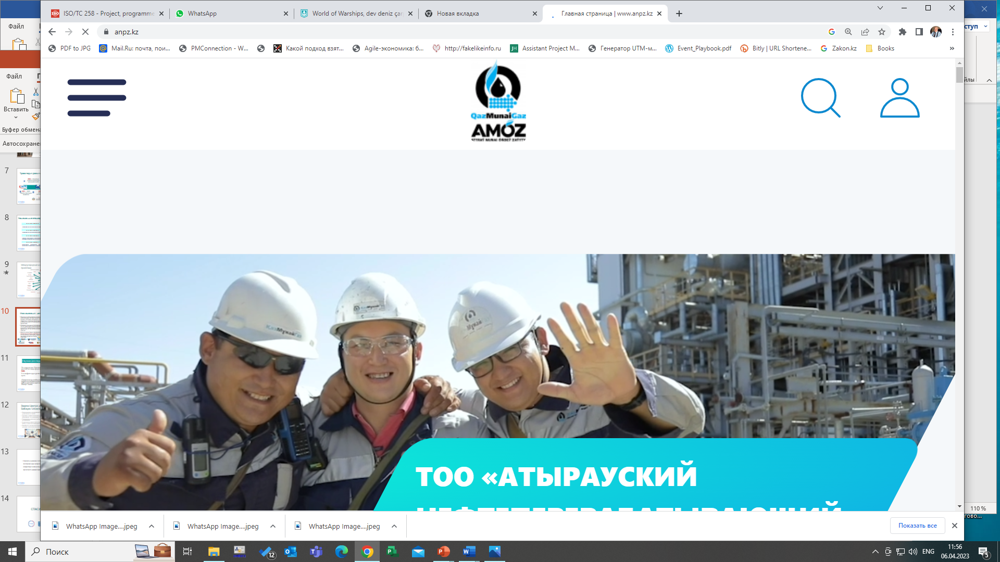 ISO/TC 258 - Project, programme
WhatsApp
World of Warships, dev deniz çar
Новая вкладка
Главная страница | www.anpz.kz
Файл
anpz.kz
ступ
PDF to JPG
Mail.Ru: почта, пои...
PMConnection - W...
Какой подход взят...
Agile-экономика: б...
http://fakelikeinfo.ru
Assistant Project M...
Генератор UTM-м...
Event_Playbook.pdf
Bitly | URL Shortene...
Zakon.kz
Books
Файл
йлы
Вставить
Буфер обмена
Автосохране
QazMunaiGaz
АМÓZ
7
8
9
10
11
12
13
14
КазМунайГаз
ТОО «АТЫРАУСКИЙ
НЕФТЕПЕРЕРАБАТЫВАЮЩИЙ
110 %
WhatsApp Image....jpeg
WhatsApp Image....jpeg
WhatsApp Image....jpeg
Показать все
Поиск
12
ENG
11:56
06.04.2023
5